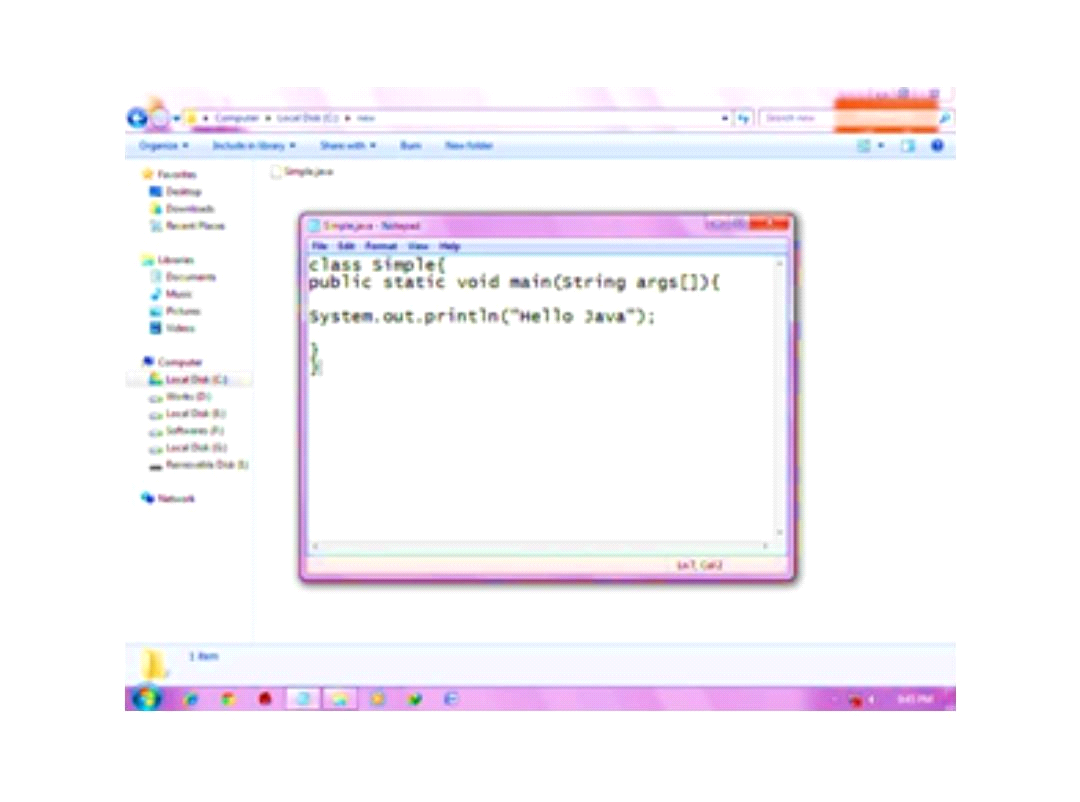 Computer ▸ Local Disk (C:) ▸ new
Search new
Organize Include in library Share with Burn New folder
Favorites
Desktop
Downloads
Recent Places
Libraries
Documents
Music
Pictures
Videos
Computer
Local Disk (C:)
Works (D:)
Local Disk (E:)
Softwares (F:)
Local Disk (G:)
Removable Disk (I:)
Network
Simple.java
Simple.java - Notepad
File Edit Format View Help
class Simple{
public static void main(String args[]){
System.out.println("Hello Java");
}
}
Ln 7, Col 2
1 item